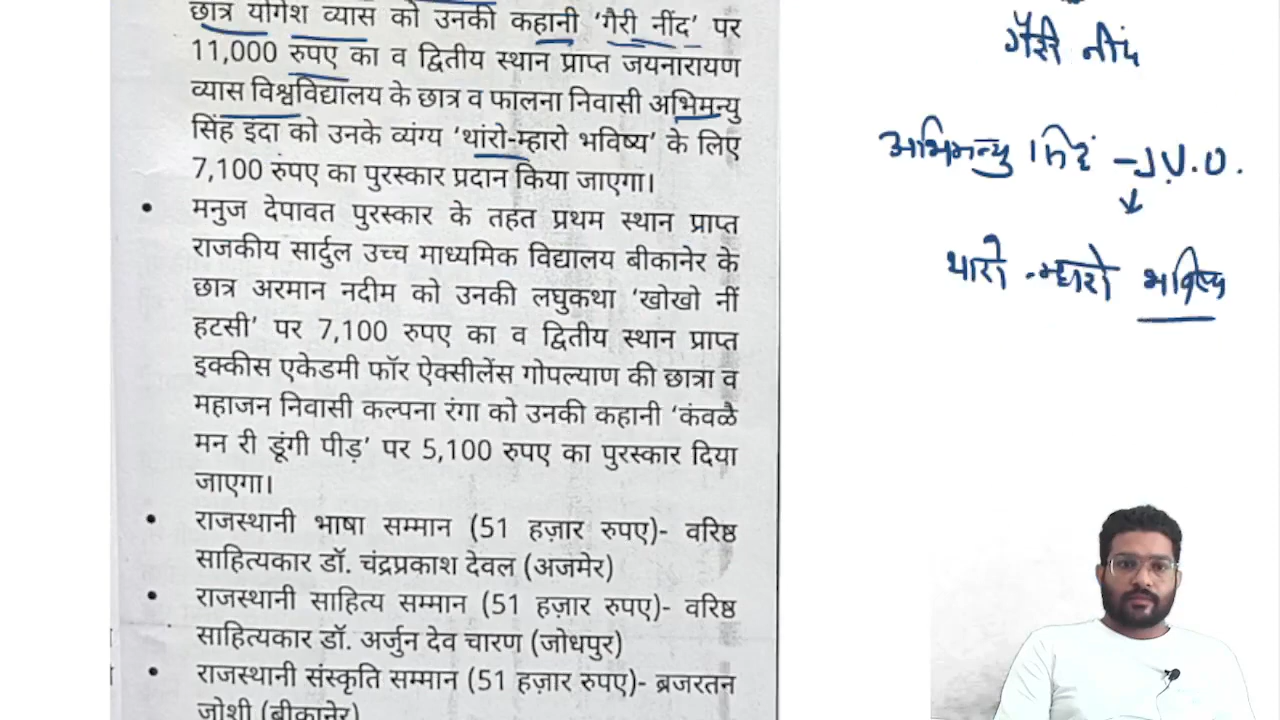 छात्र योगेश व्यास को उनकी कहानी ‘गैरी नींद’ पर
11,000 रुपए का व द्वितीय स्थान प्राप्त जयनारायण
व्यास विश्वविद्यालय के छात्र व फालना निवासी अभिमन्यु
सिंह इंदा को उनके व्यंग्य ‘थांरो-म्हारो भविष्य’ के लिए
7,100 रुंपए का पुरस्कार प्रदान किया जाएगा।
• मनुज देपावत पुरस्कार के तहत प्रथम स्थान प्राप्त
राजकीय सार्दुल उच्च माध्यमिक विद्यालय बीकानेर के
छात्र अरमान नदीम को उनकी लघुकथा ‘खोखो नीं
हटसी’ पर 7,100 रुपए का व द्वितीय स्थान प्राप्त
इक्कीस एकेडमी फॉर ऐक्सीलेंस गोपल्याण की छात्रा व
महाजन निवासी कल्पना रंगा को उनकी कहानी ‘कंवळै
मन री डूंगी पीड़’ पर 5,100 रुपए का पुरस्कार दिया
जाएगा।
• राजस्थानी भाषा सम्मान (51 हज़ार रुपए)- वरिष्ठ
साहित्यकार डॉ. चंद्रप्रकाश देवल (अजमेर)
• राजस्थानी साहित्य सम्मान (51 हज़ार रुपए)- वरिष्ठ
साहित्यकार डॉ. अर्जुन देव चारण (जोधपुर)
• राजस्थानी संस्कृति सम्मान (51 हज़ार रुपए)- ब्रजरतन
जोशी (बीकानेर)
गैरी नींद
अभिमन्यु सिंह – J.V.U.
थारो -म्हारो भविष्य